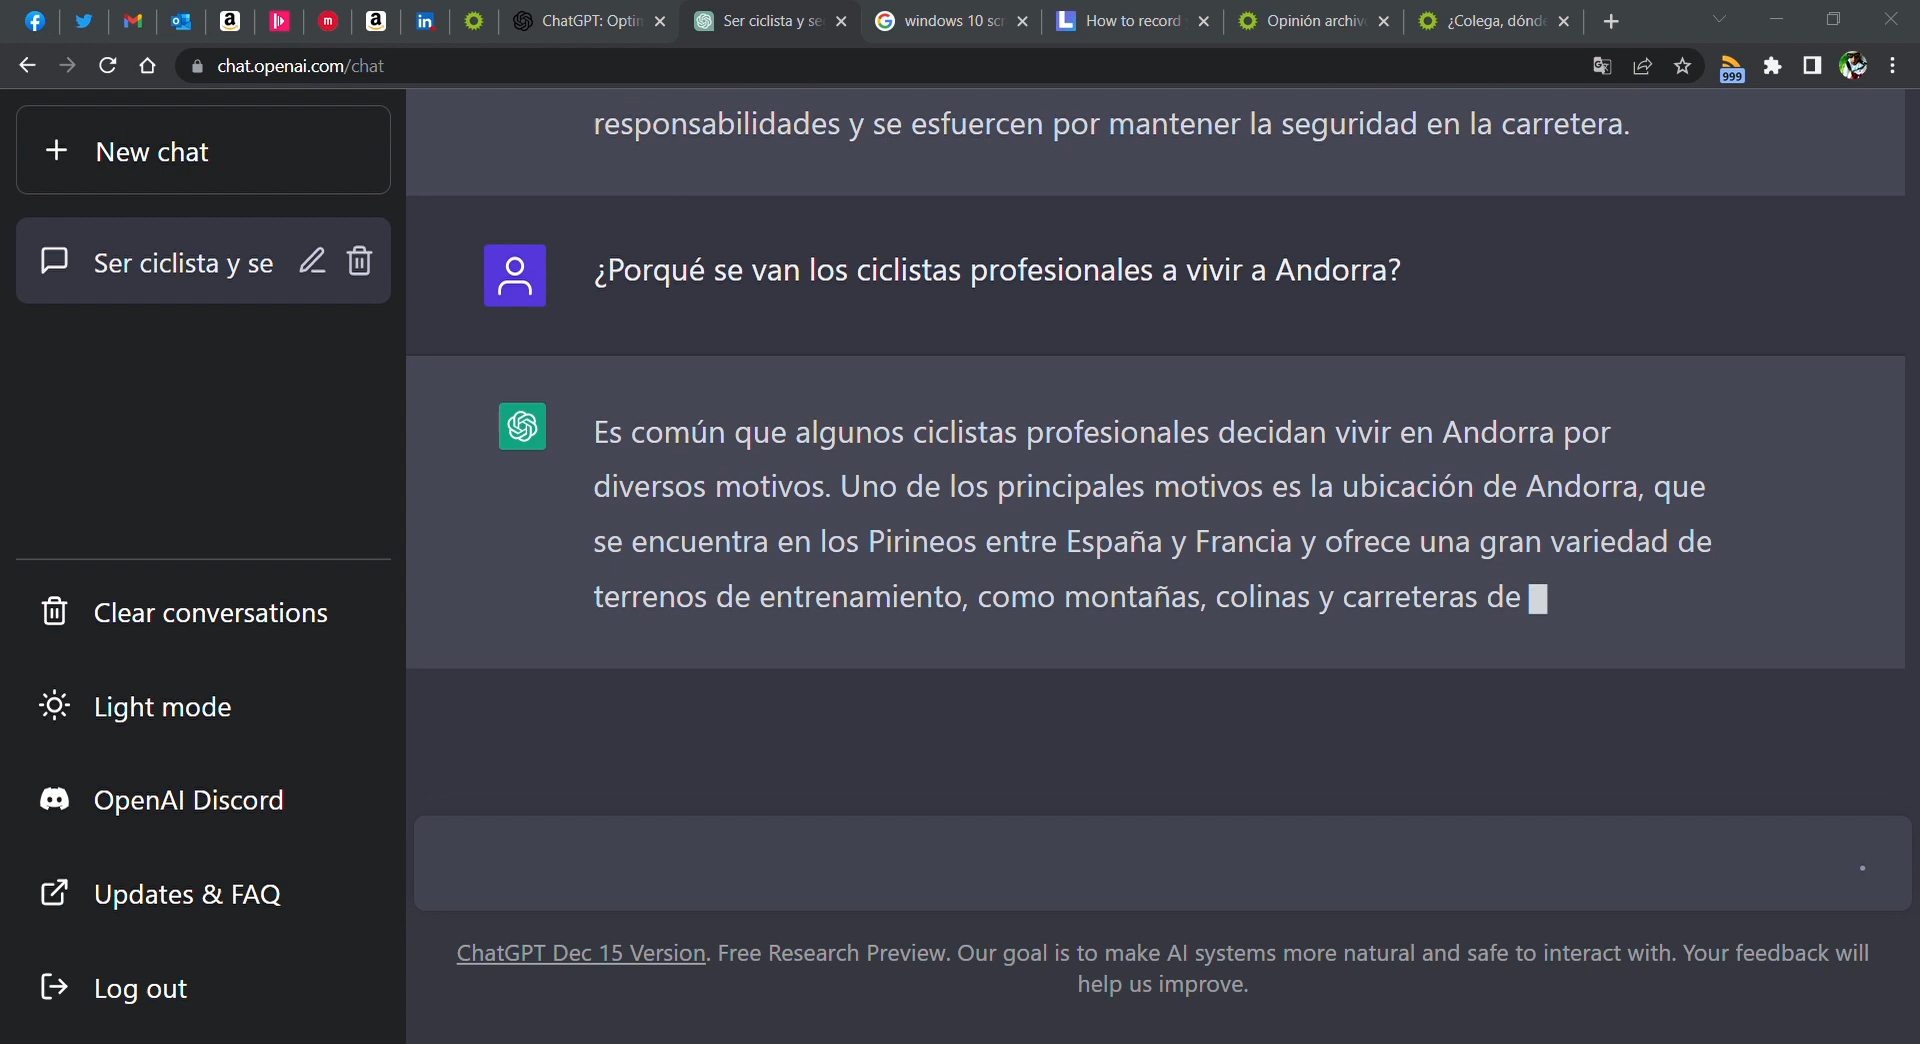 ChatGPT: Optin
Ser ciclista y se
windows 10 scr
How to record
Opinión archiv
¿Colega, dónde
chat.openai.com/chat
999
New chat
Ser ciclista y se
Clear conversations
Light mode
OpenAI Discord
Updates & FAQ
Log out
responsabilidades y se esfuercen por mantener la seguridad en la carretera.
¿Porqué se van los ciclistas profesionales a vivir a Andorra?
Es común que algunos ciclistas profesionales decidan vivir en Andorra por
diversos motivos. Uno de los principales motivos es la ubicación de Andorra, que
se encuentra en los Pirineos entre España y Francia y ofrece una gran variedad de
terrenos de entrenamiento, como montañas, colinas y carreteras de
ChatGPT Dec 15 Version. Free Research Preview. Our goal is to make AI systems more natural and safe to interact with. Your feedback will
help us improve.